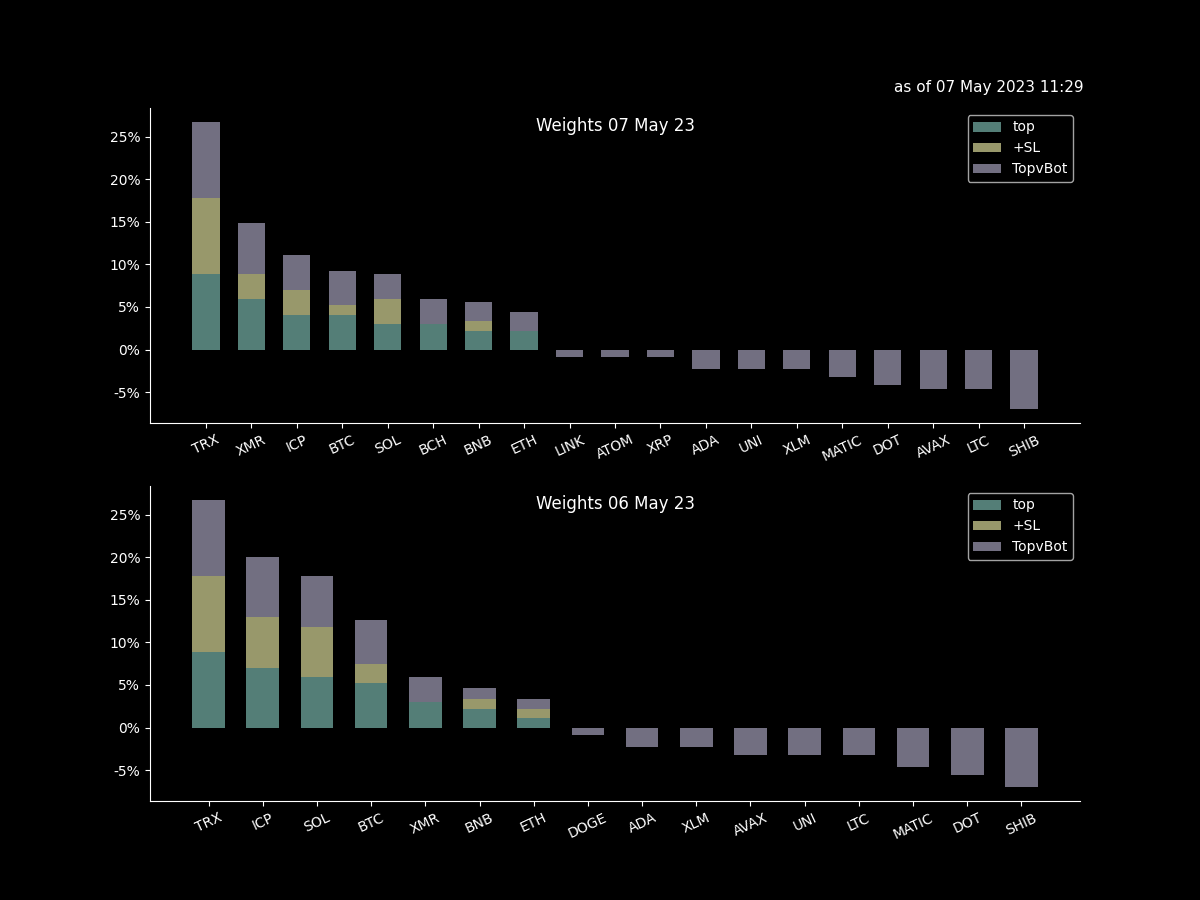 as of 07 May 2023 11:29
Weights 07 May 23
top
+SL
TopvBot
25%
20%
15%
10%
5%
0%
-5%
TRX XMR ICP BTC SOL BCH BNB ETH LINK ATOM XRP ADA UNI XLM MATIC DOT AVAX LTC SHIB
Weights 06 May 23
top
+SL
TopvBot
25%
20%
15%
10%
5%
0%
-5%
TRX ICP SOL BTC XMR BNB ETH DOGE ADA XLM AVAX UNI LTC MATIC DOT SHIB